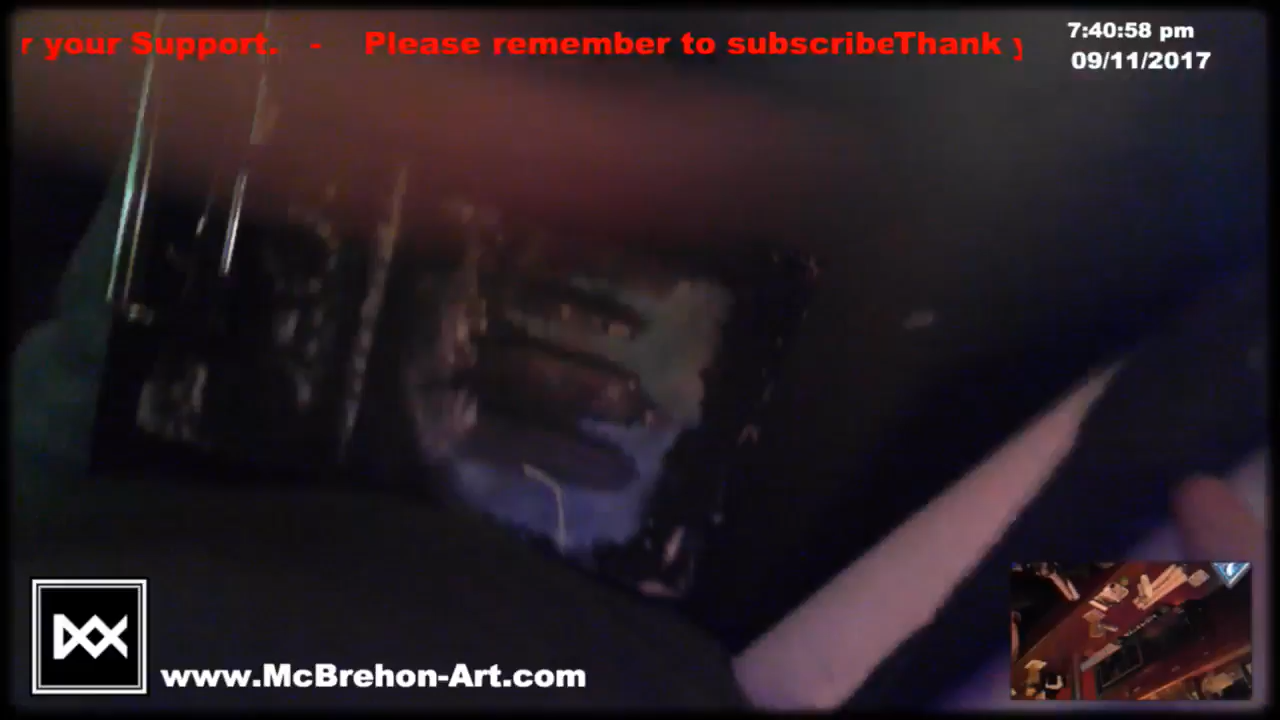 r your Support. - Please remember to subscribeThank y
7:40:58 pm
09/11/2017
www.McBrehon-Art.com